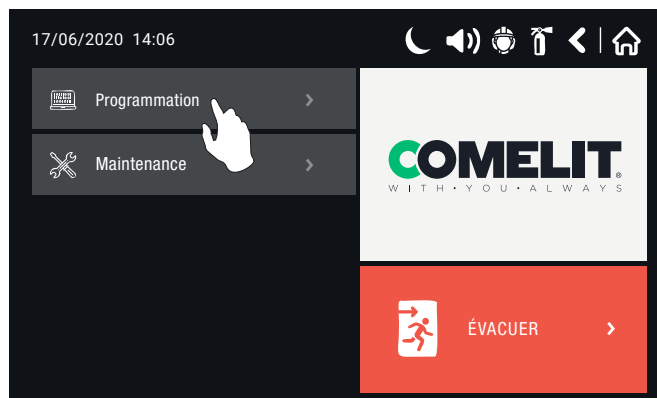 17/06/2020 14:06
Programmation
Maintenance
COMELIT®
WITH·YOU·ALWAYS
ÉVACUER